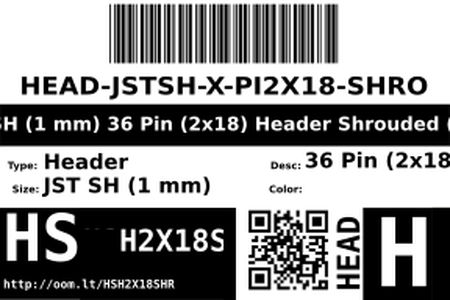 HEAD-JSTSH-X-PI2X18-SHRO
SH (1 mm) 36 Pin (2x18) Header Shrouded (
Type: Header
Desc: 36 Pin (2x18
Size: JST SH (1 mm)
Color:
HS
H2X18S
HEAD
H
http://oom.lt/HSH2X18SHR